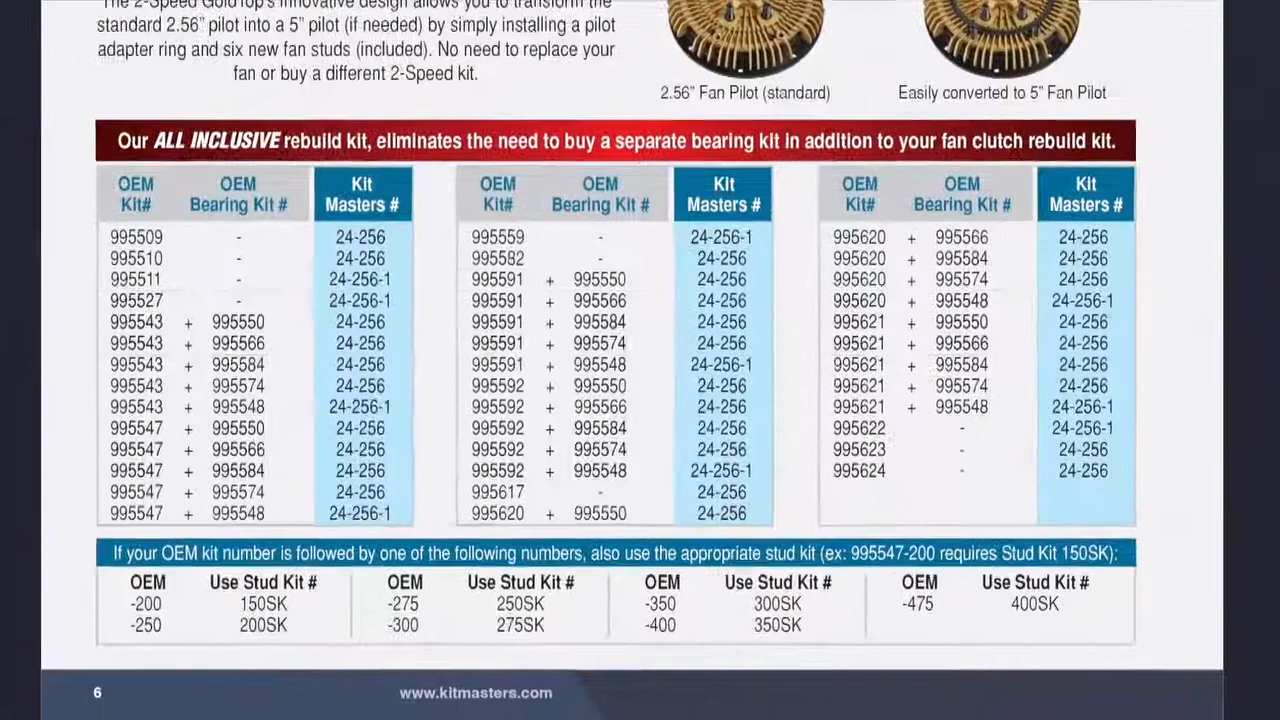 The 2-Speed GoldTop's innovative design allows you to transform the
standard 2.56" pilot into a 5" pilot (if needed) by simply installing a pilot
adapter ring and six new fan studs (included). No need to replace your
fan or buy a different 2-Speed kit.
2.56" Fan Pilot (standard)
Easily converted to 5" Fan Pilot
Our ALL INCLUSIVE rebuild kit, eliminates the need to buy a separate bearing kit in addition to your fan clutch rebuild kit.
OEM Kit# OEM Bearing Kit # Kit Masters #
995509 - 24-256
995510 - 24-256
995511 - 24-256-1
995527 - 24-256-1
995543 + 995550 24-256
995543 + 995566 24-256
995543 + 995584 24-256
995543 + 995574 24-256
995543 + 995548 24-256-1
995547 + 995550 24-256
995547 + 995566 24-256
995547 + 995584 24-256
995547 + 995574 24-256
995547 + 995548 24-256-1
OEM Kit# OEM Bearing Kit # Kit Masters #
995559 - 24-256-1
995582 - 24-256
995591 + 995550 24-256
995591 + 995566 24-256
995591 + 995584 24-256
995591 + 995574 24-256
995591 + 995548 24-256-1
995592 + 995550 24-256
995592 + 995566 24-256
995592 + 995584 24-256
995592 + 995574 24-256
995592 + 995548 24-256-1
995617 - 24-256
995620 + 995550 24-256
OEM Kit# OEM Bearing Kit # Kit Masters #
995620 + 995566 24-256
995620 + 995584 24-256
995620 + 995574 24-256
995620 + 995548 24-256-1
995621 + 995550 24-256
995621 + 995566 24-256
995621 + 995584 24-256
995621 + 995574 24-256
995621 + 995548 24-256-1
995622 - 24-256-1
995623 - 24-256
995624 - 24-256
If your OEM kit number is followed by one of the following numbers, also use the appropriate stud kit (ex: 995547-200 requires Stud Kit 150SK):
OEM Use Stud Kit # OEM Use Stud Kit # OEM Use Stud Kit # OEM Use Stud Kit #
-200 150SK -275 250SK -350 300SK -475 400SK
-250 200SK -300 275SK -400 350SK
6 www.kitmasters.com